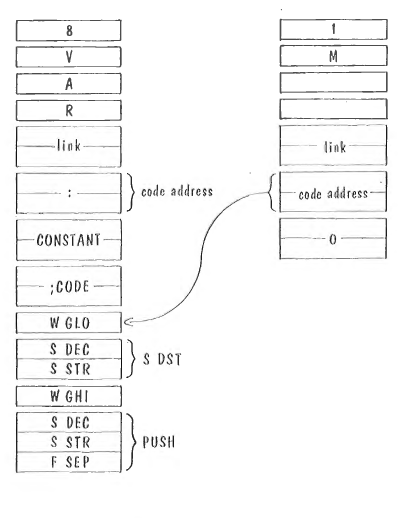 8
V
A
R
link
: code address
CONSTANT
;CODE
W GLO
S DEC
S STR
S DST
W GHI
S DEC
S STR
F SEP
PUSH
1
M
link
code address
0